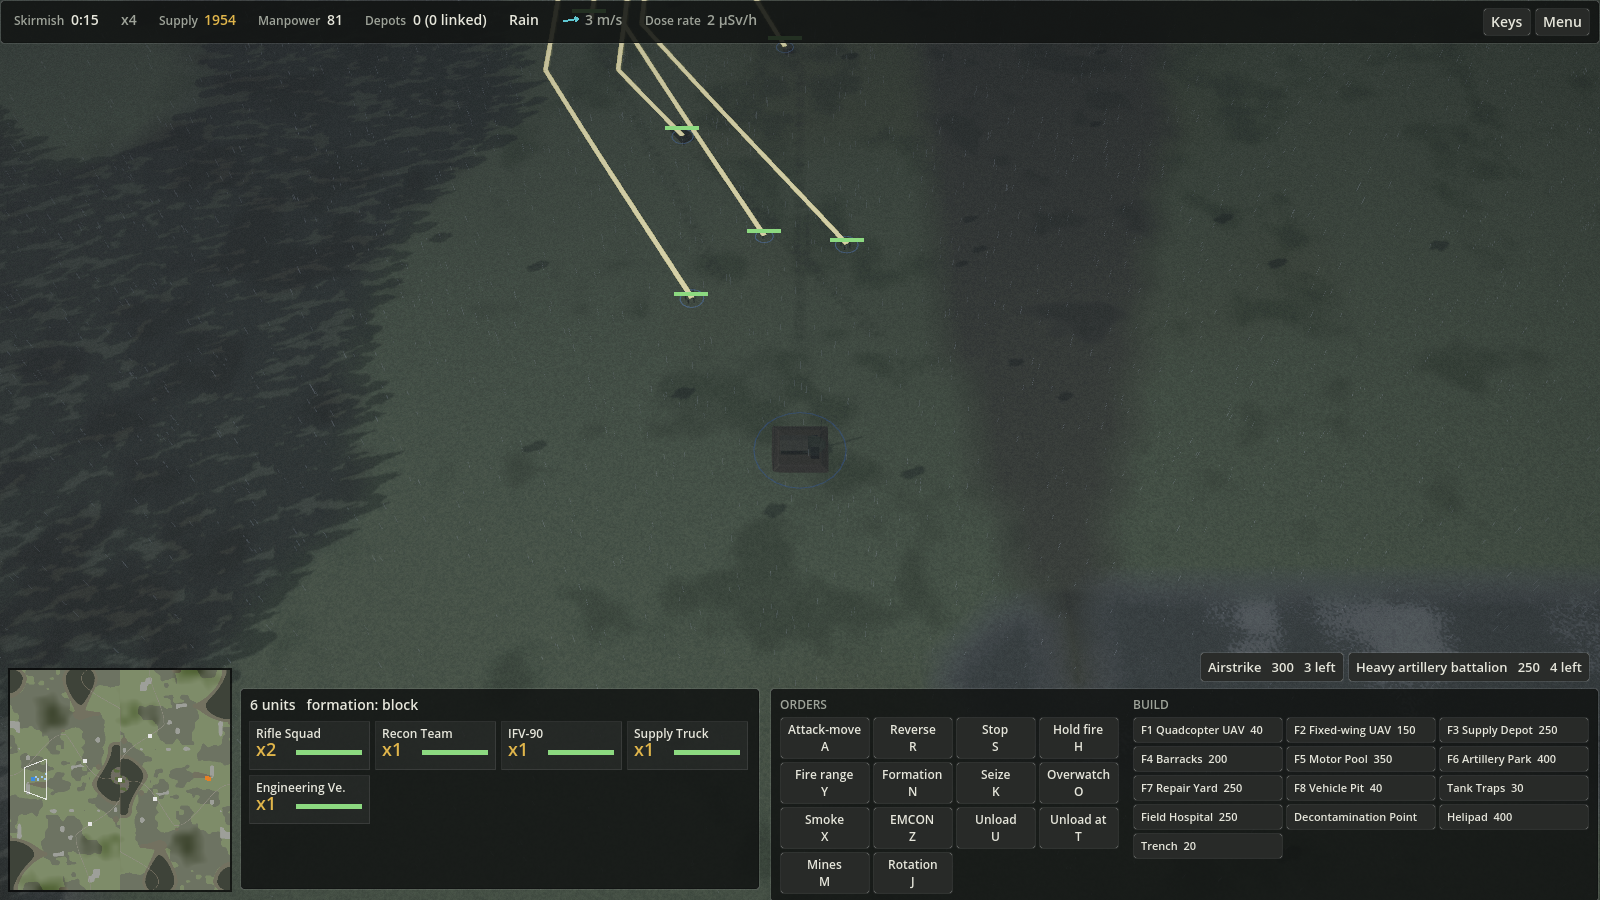 Skirmish 0:15 x4 Supply 1954 Manpower 81 Depots 0 (0 linked) Rain 3 m/s Dose rate 2 µSv/h Keys Menu
Airstrike 300 3 left Heavy artillery battalion 250 4 left
6 units formation: block
Rifle Squad
x2
Recon Team
x1
IFV-90
x1
Supply Truck
x1
Engineering Ve.
x1
ORDERS
Attack-move
A
Reverse
R
Stop
S
Hold fire
H
Fire range
Y
Formation
N
Seize
K
Overwatch
O
Smoke
X
EMCON
Z
Unload
U
Unload at
T
Mines
M
Rotation
J
BUILD
F1 Quadcopter UAV 40
F2 Fixed-wing UAV 150
F3 Supply Depot 250
F4 Barracks 200
F5 Motor Pool 350
F6 Artillery Park 400
F7 Repair Yard 250
F8 Vehicle Pit 40
Tank Traps 30
Field Hospital 250
Decontamination Point
Helipad 400
Trench 20